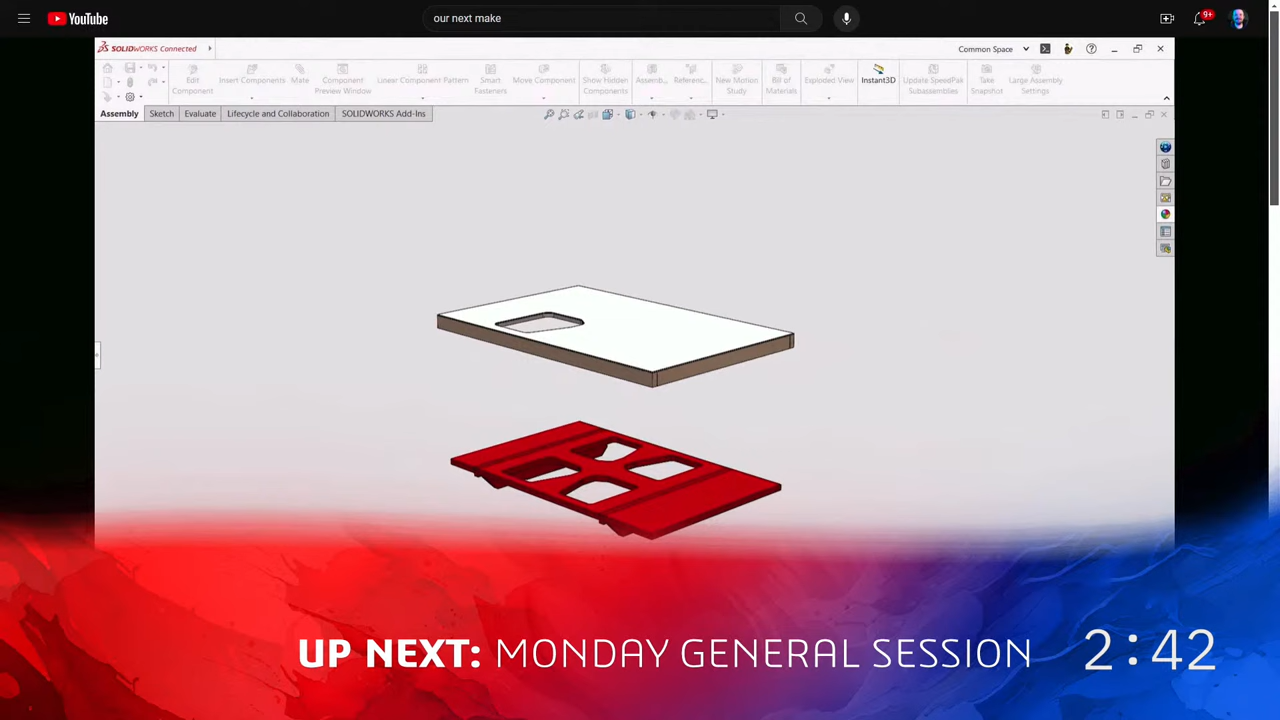 YouTube
our next make
9+
SOLIDWORKS Connected
Common Space
Edit Component
Insert Components
Mate
Component Preview Window
Linear Component Pattern
Smart Fasteners
Move Component
Show Hidden Components
Assemb...
Referenc...
New Motion Study
Bill of Materials
Exploded View
Instant3D
Update SpeedPak Subassemblies
Take Snapshot
Large Assembly Settings
Assembly
Sketch
Evaluate
Lifecycle and Collaboration
SOLIDWORKS Add-Ins
UP NEXT: MONDAY GENERAL SESSION
2:42